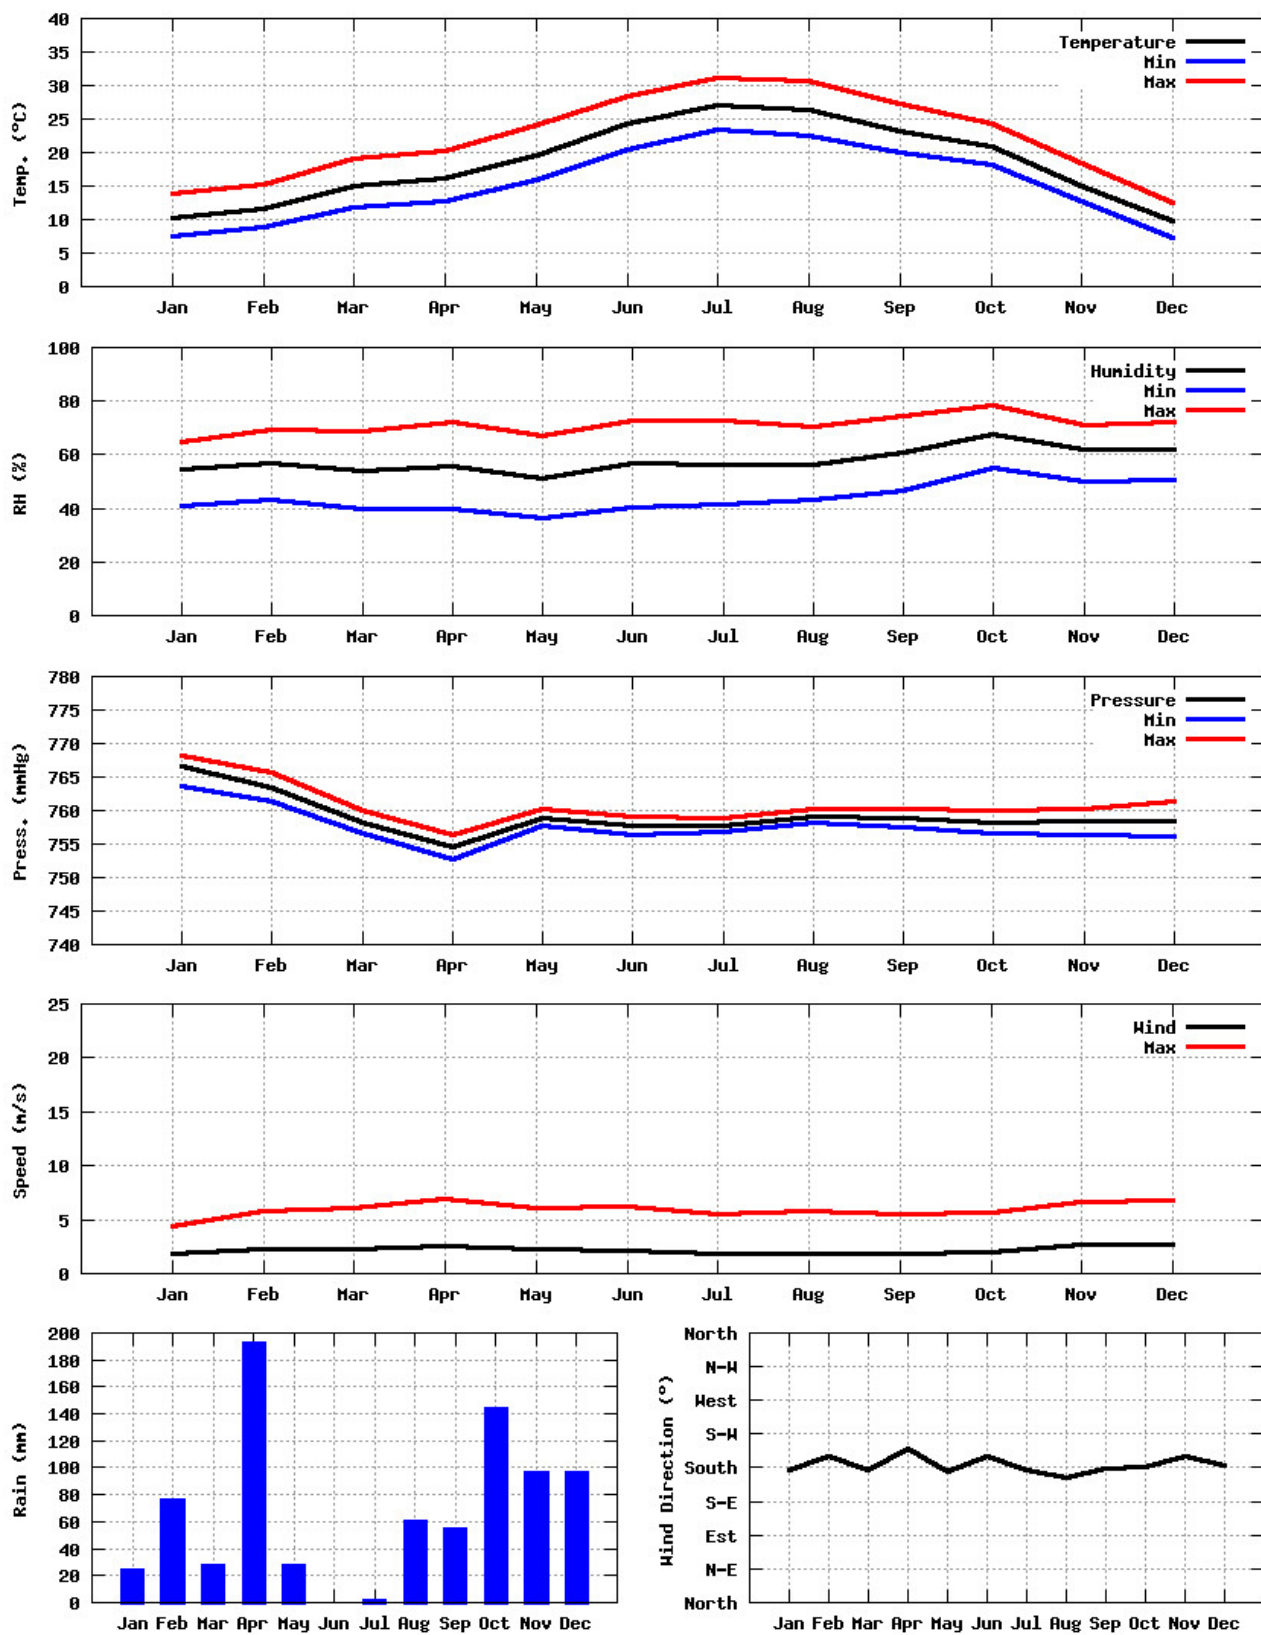 40
35
30
25
20
15
10
5
0
Temp. (°C)
Temperature
Min
Max
Jan Feb Mar Apr May Jun Jul Aug Sep Oct Nov Dec
100
80
60
40
20
0
RH (%)
Humidity
Min
Max
Jan Feb Mar Apr May Jun Jul Aug Sep Oct Nov Dec
780
775
770
765
760
755
750
745
740
Press. (mmHg)
Pressure
Min
Max
Jan Feb Mar Apr May Jun Jul Aug Sep Oct Nov Dec
25
20
15
10
5
0
Speed (m/s)
Wind
Max
Jan Feb Mar Apr May Jun Jul Aug Sep Oct Nov Dec
200
180
160
140
120
100
80
60
40
20
0
Rain (mm)
Jan Feb Mar Apr May Jun Jul Aug Sep Oct Nov Dec
North
N-W
West
S-W
South
S-E
Est
N-E
North
Wind Direction (°)
Jan Feb Mar Apr May Jun Jul Aug Sep Oct Nov Dec